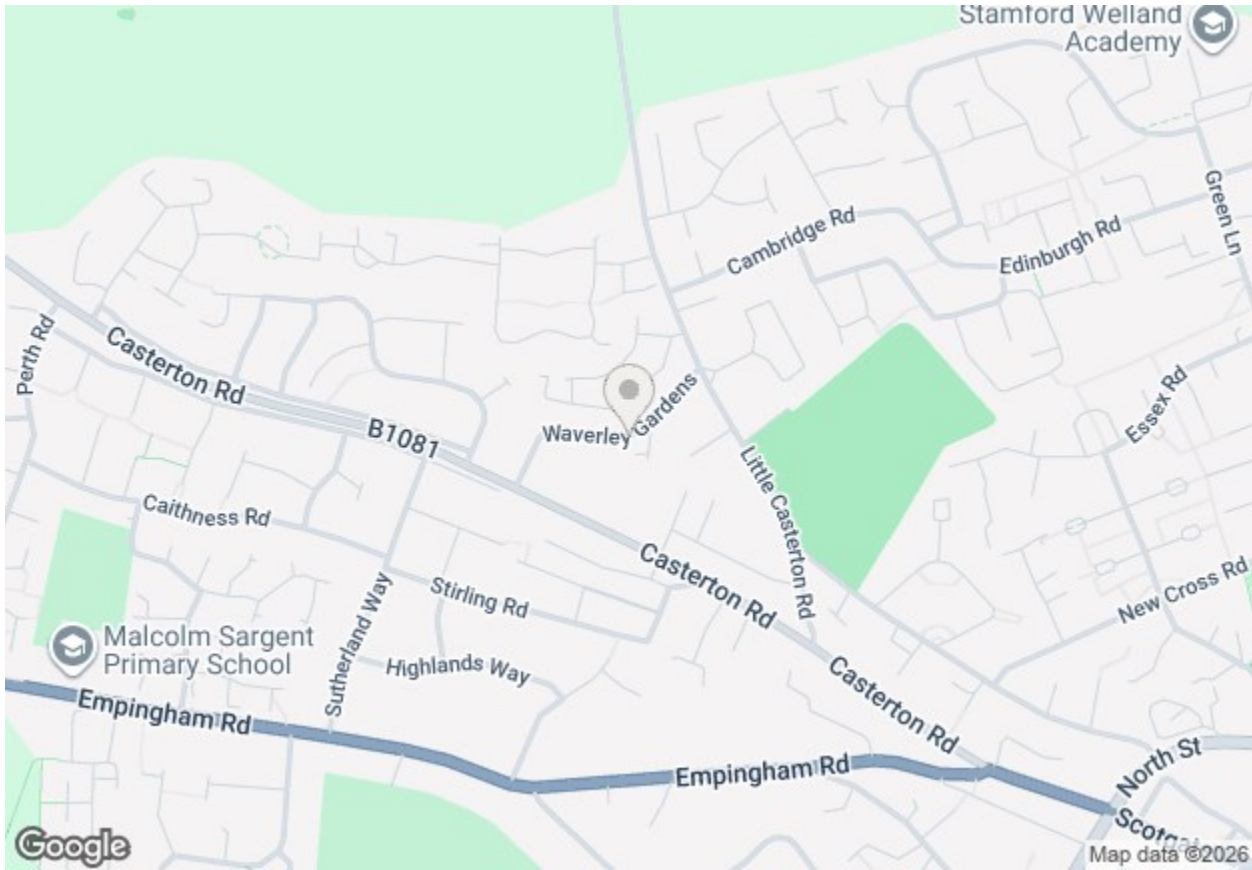 Stamford Welland
Academy
Green Ln
Cambridge Rd
Edinburgh Rd
Perth Rd
Casterton Rd
B1081
Waverley Gardens
Essex Rd
Little Casterton Rd
Caithness Rd
Stirling Rd
Casterton Rd
New Cross Rd
Malcolm Sargent
Primary School
Sutherland Way
Highlands Way
Casterton Rd
Empingham Rd
Empingham Rd
North St
Google
Map data ©2026